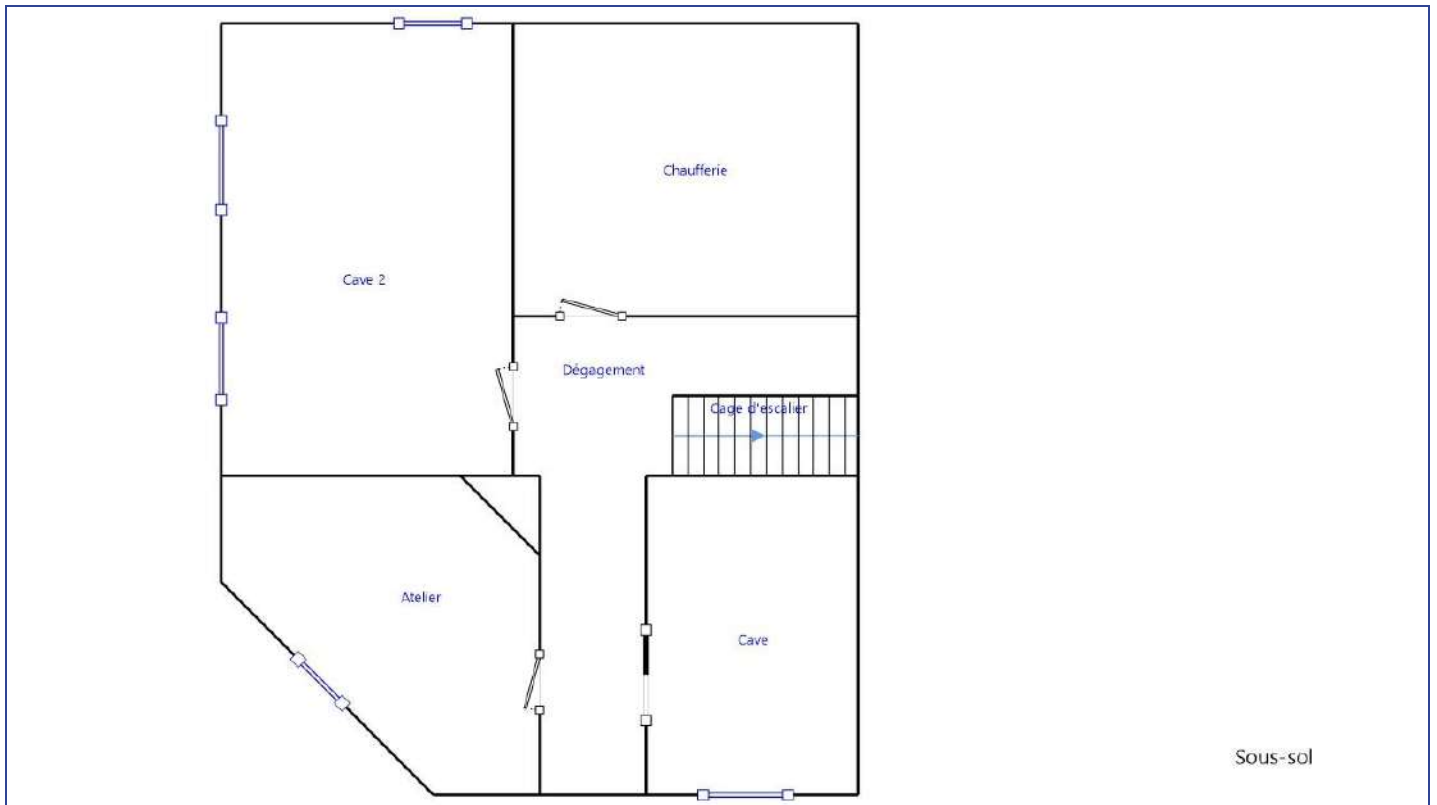 Chaufferie
Cave 2
Dégagement
Cage d'escalier
Atelier
Cave
Sous-sol